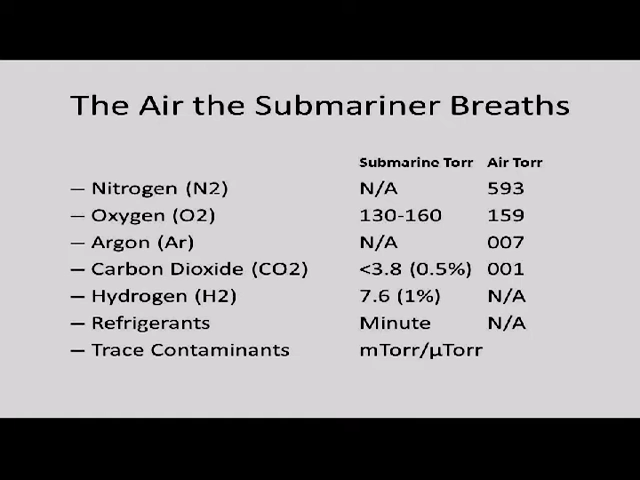 The Air the Submariner Breaths
Submarine Torr Air Torr
– Nitrogen (N2) N/A 593
– Oxygen (O2) 130-160 159
– Argon (Ar) N/A 007
– Carbon Dioxide (CO2) <3.8 (0.5%) 001
– Hydrogen (H2) 7.6 (1%) N/A
– Refrigerants Minute N/A
– Trace Contaminants mTorr/µTorr